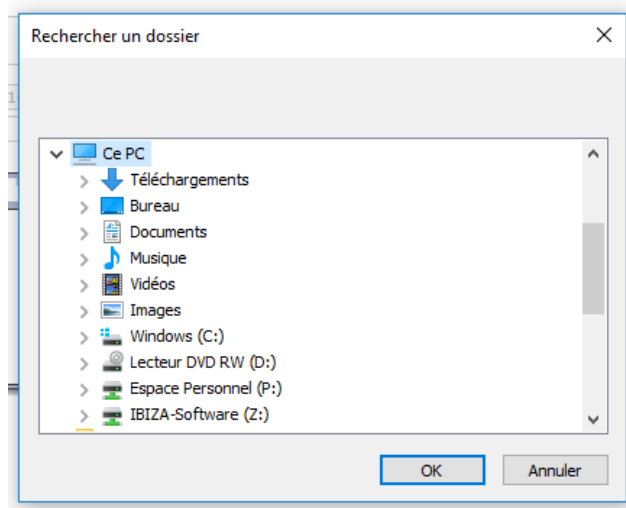 Rechercher un dossier
Ce PC
Téléchargements
Bureau
Documents
Musique
Vidéos
Images
Windows (C:)
Lecteur DVD RW (D:)
Espace Personnel (P:)
IBIZA-Software (Z:)
OK
Annuler